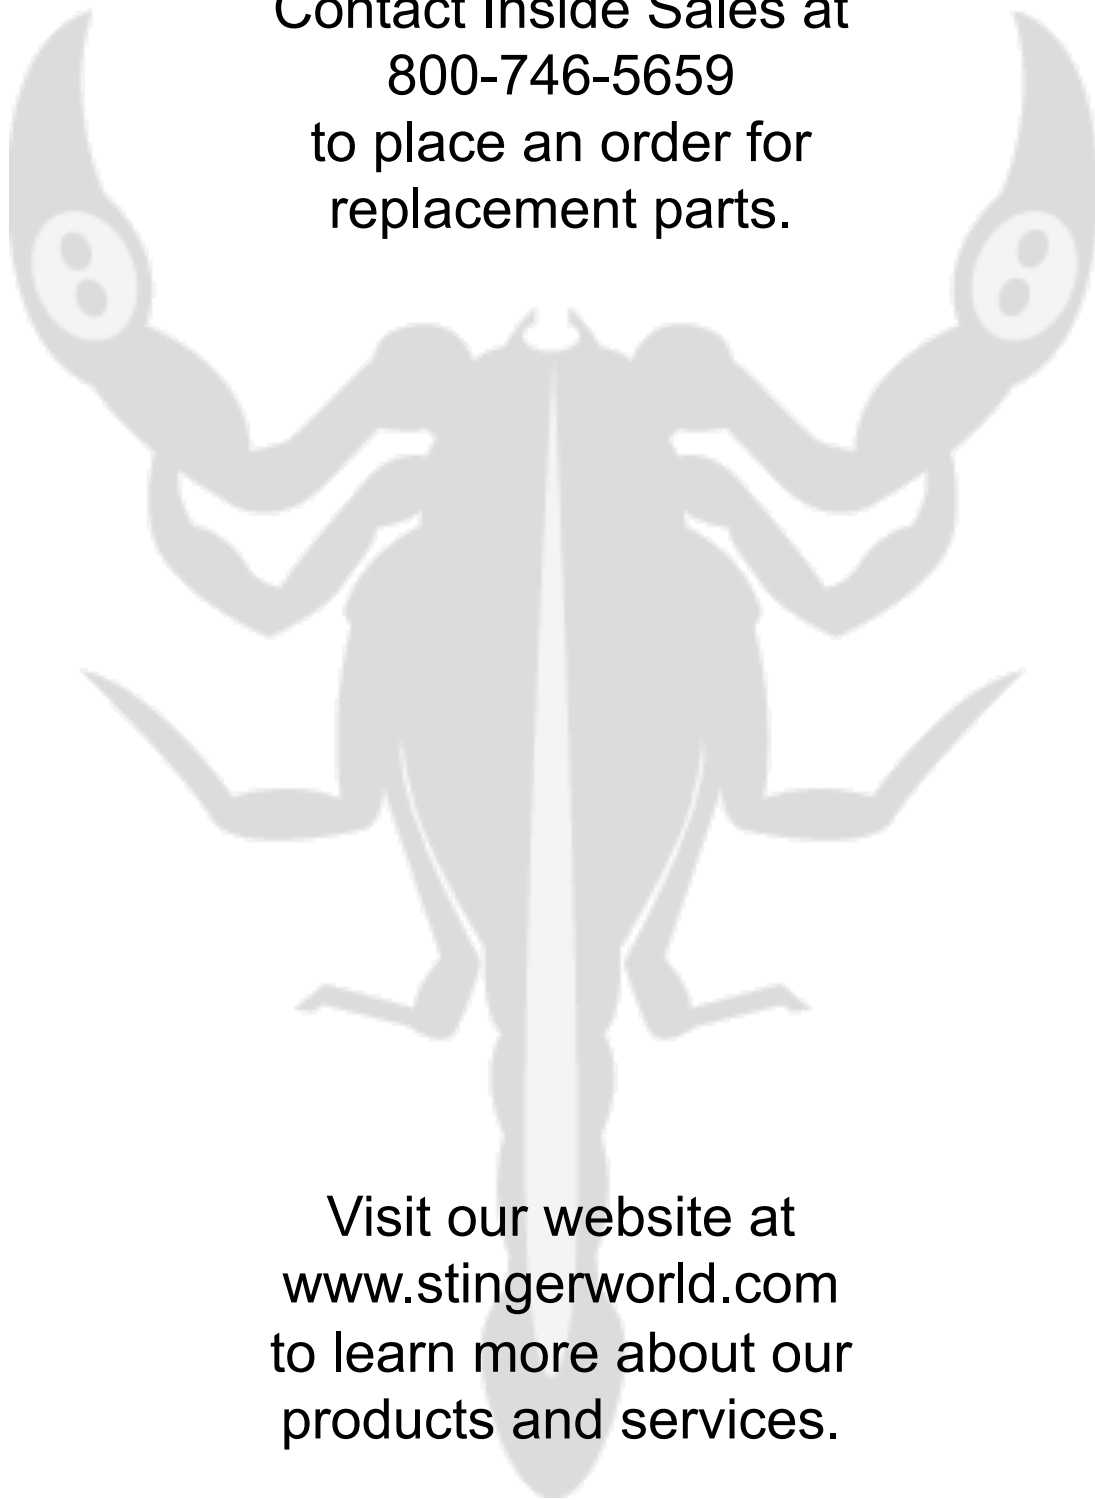 Contact Inside Sales at
800-746-5659
to place an order for
replacement parts.
Visit our website at
www.stingerworld.com
to learn more about our
products and services.